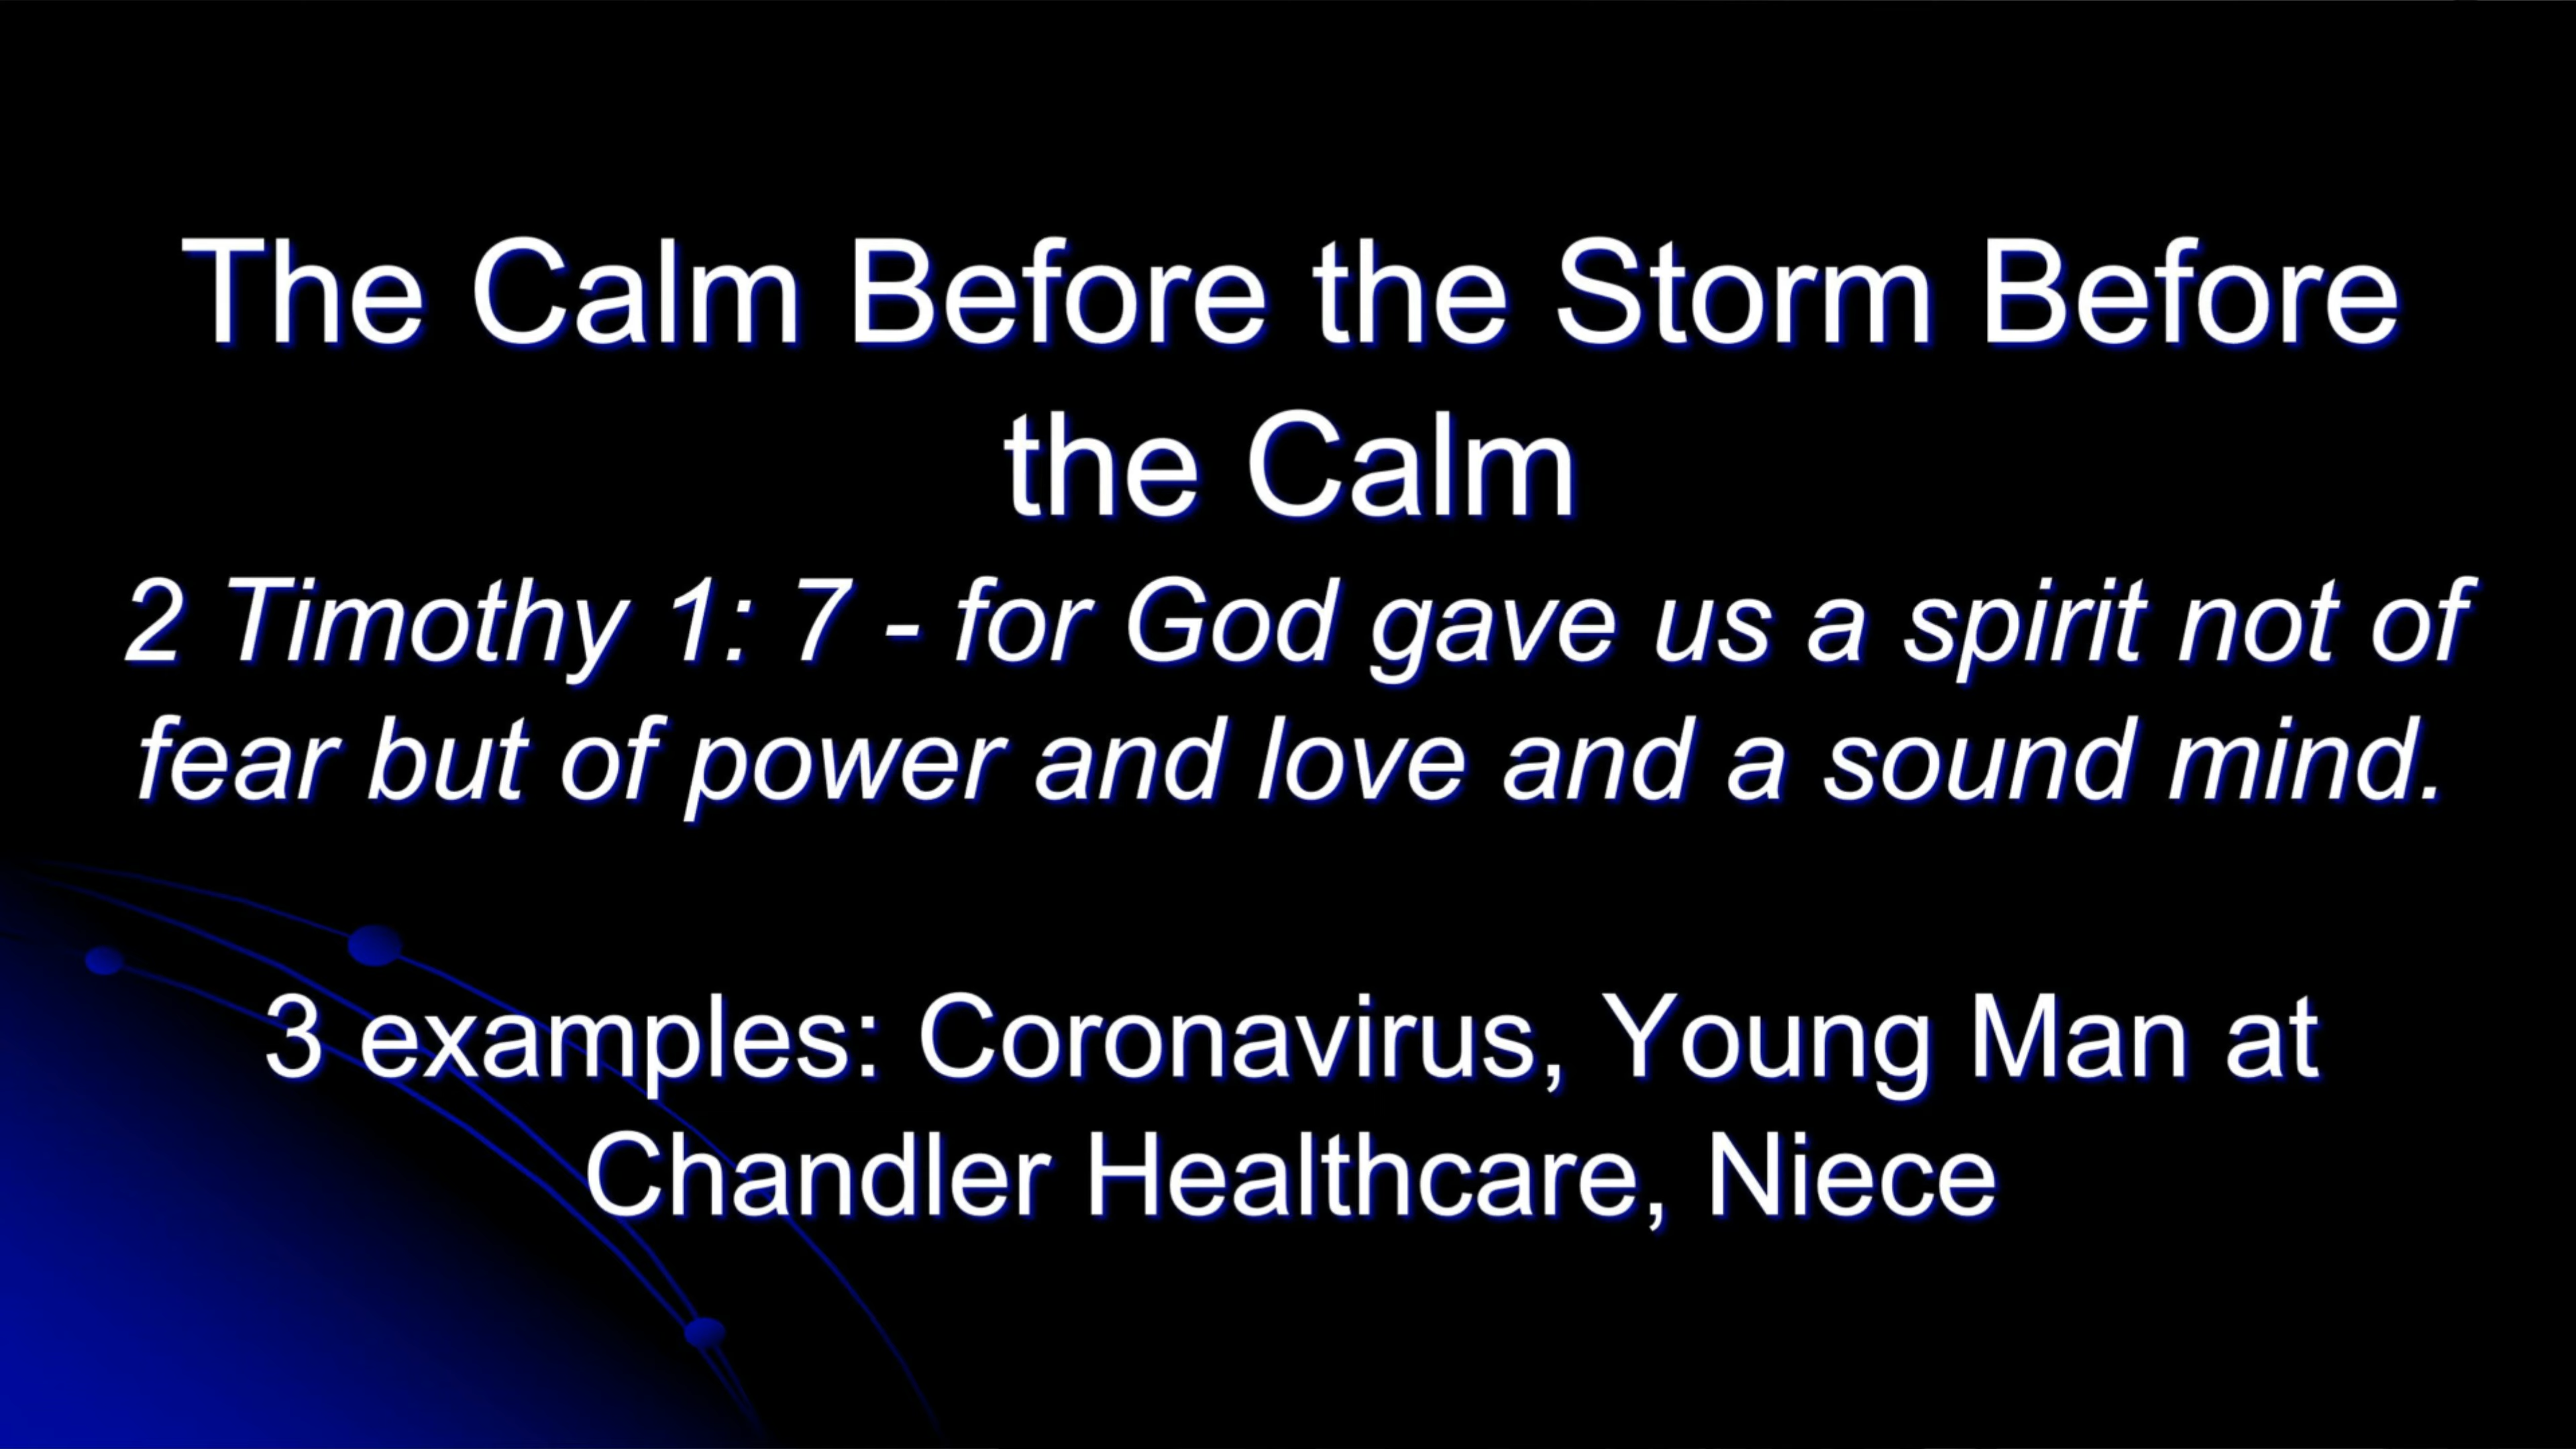 The Calm Before the Storm Before
the Calm
2 Timothy 1: 7 - for God gave us a spirit not of
fear but of power and love and a sound mind.
3 examples: Coronavirus, Young Man at
Chandler Healthcare, Niece